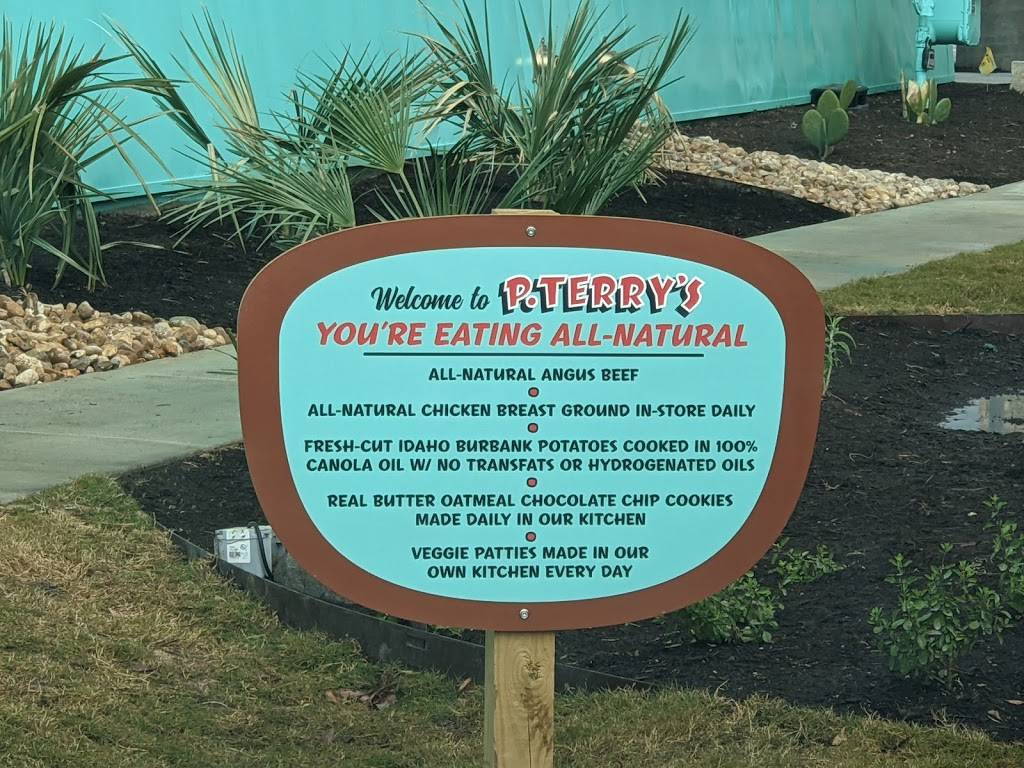 Welcome to P.TERRY'S
YOU'RE EATING ALL-NATURAL
ALL-NATURAL ANGUS BEEF
ALL-NATURAL CHICKEN BREAST GROUND IN-STORE DAILY
FRESH-CUT IDAHO BURBANK POTATOES COOKED IN 100%
CANOLA OIL W/ NO TRANSFATS OR HYDROGENATED OILS
REAL BUTTER OATMEAL CHOCOLATE CHIP COOKIES
MADE DAILY IN OUR KITCHEN
VEGGIE PATTIES MADE IN OUR
OWN KITCHEN EVERY DAY